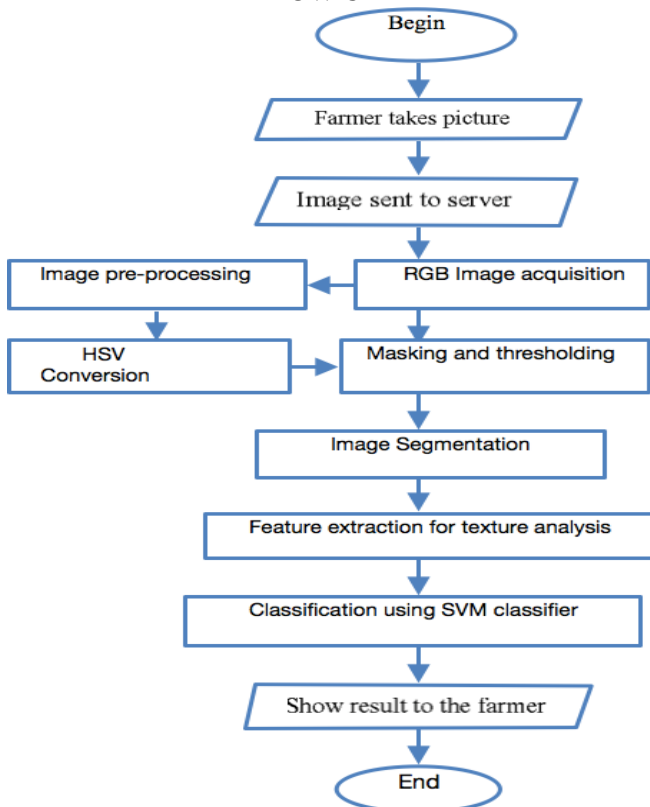 Begin
Farmer takes picture
Image sent to server
Image pre-processing
RGB Image acquisition
HSV
Conversion
Masking and thresholding
Image Segmentation
Feature extraction for texture analysis
Classification using SVM classifier
Show result to the farmer
End